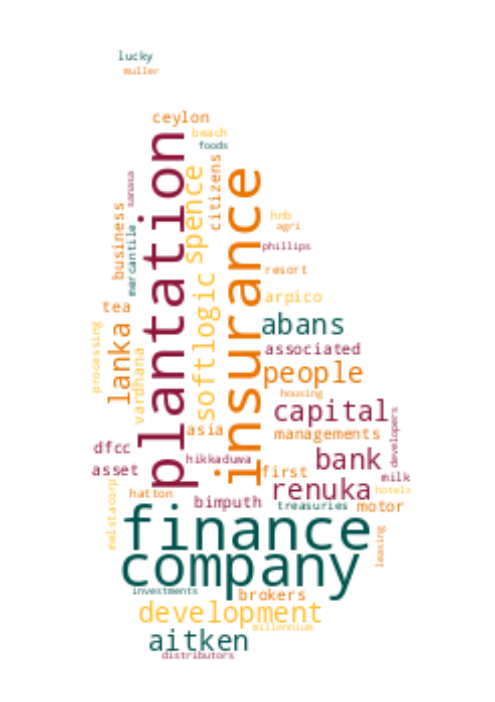 lucky
muller
ceylon
beach
foods
plantation
insurance
spence
citizens
sanasa
business
mercantile
hnb
agri
phillips
resort
arpico
tea
abans
softlogic
lanka
processing
vardhana
associated
people
housing
capital
developers
asia
managements
dfcc
hikkaduwa
bank
asset
first
milk
renuka
hotels
hatton
melstacorp
bimputh
treasuries
motor
finance
leasing
company
investments
brokers
development
millennium
aitken
distributors